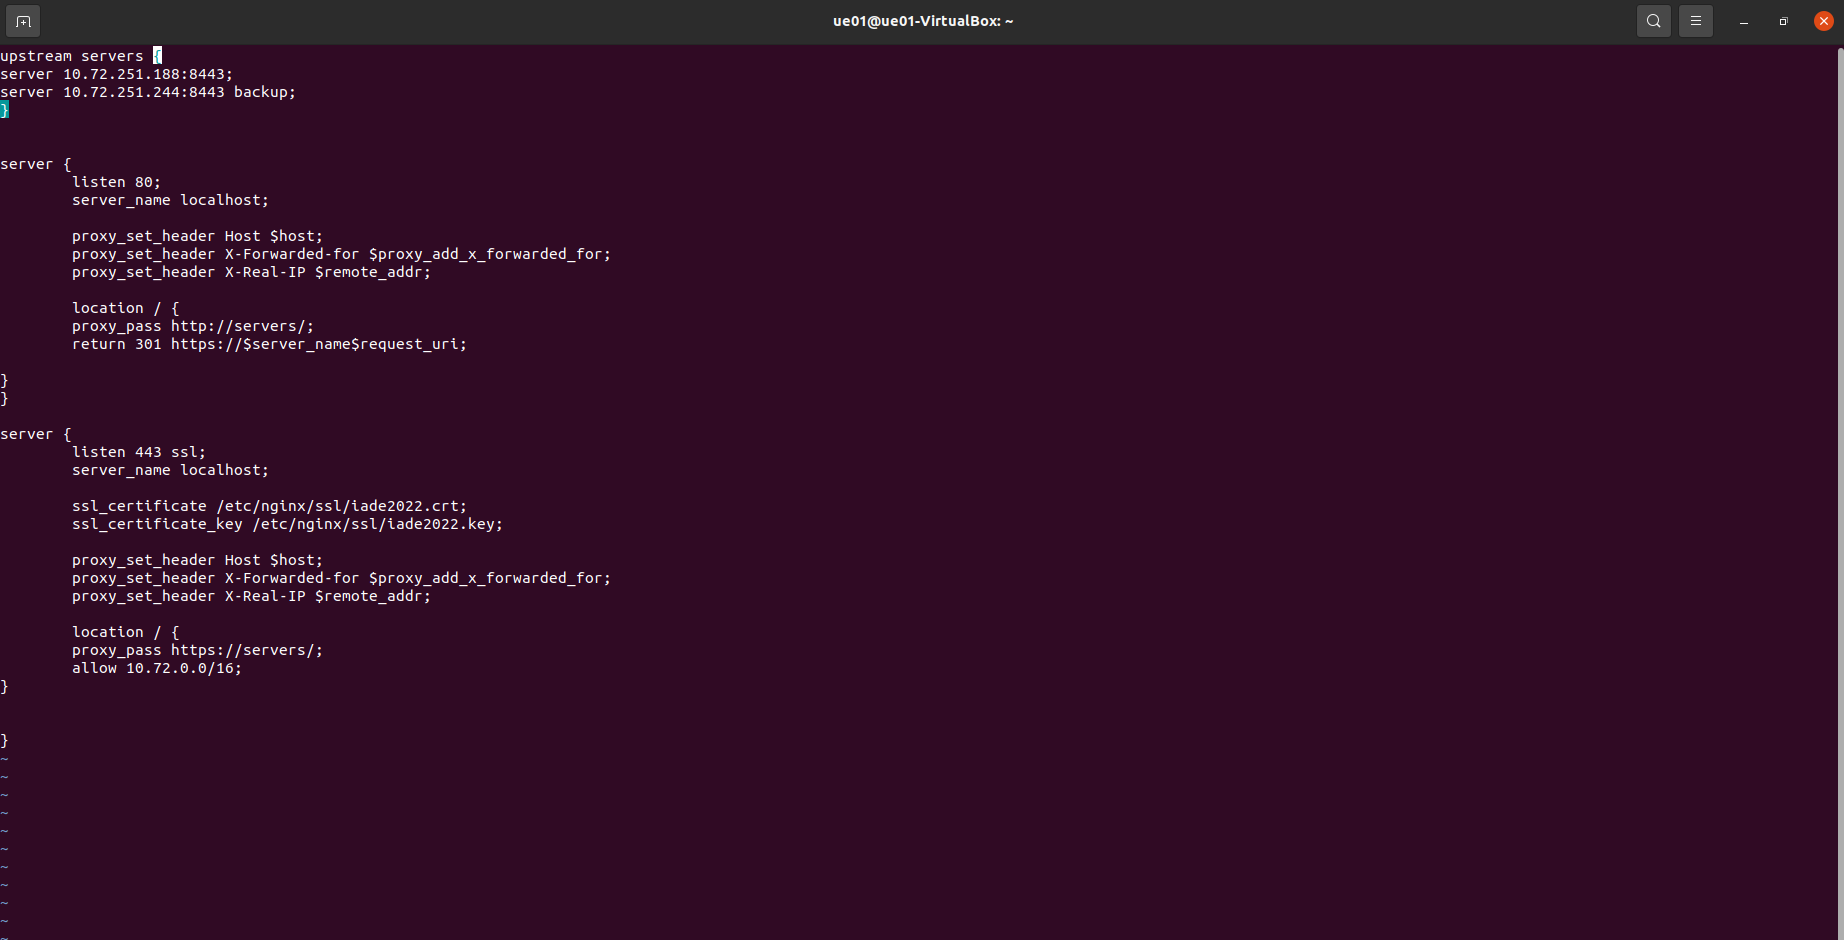 ue01@ue01-VirtualBox: ~
upstream servers {
server 10.72.251.188:8443;
server 10.72.251.244:8443 backup;
}
server {
listen 80;
server_name localhost;
proxy_set_header Host $host;
proxy_set_header X-Forwarded-for $proxy_add_x_forwarded_for;
proxy_set_header X-Real-IP $remote_addr;
location / {
proxy_pass http://servers/;
return 301 https://$server_name$request_uri;
}
}
server {
listen 443 ssl;
server_name localhost;
ssl_certificate /etc/nginx/ssl/iade2022.crt;
ssl_certificate_key /etc/nginx/ssl/iade2022.key;
proxy_set_header Host $host;
proxy_set_header X-Forwarded-for $proxy_add_x_forwarded_for;
proxy_set_header X-Real-IP $remote_addr;
location / {
proxy_pass https://servers/;
allow 10.72.0.0/16;
}
}
~
~
~
~
~
~
~
~
~
~
~